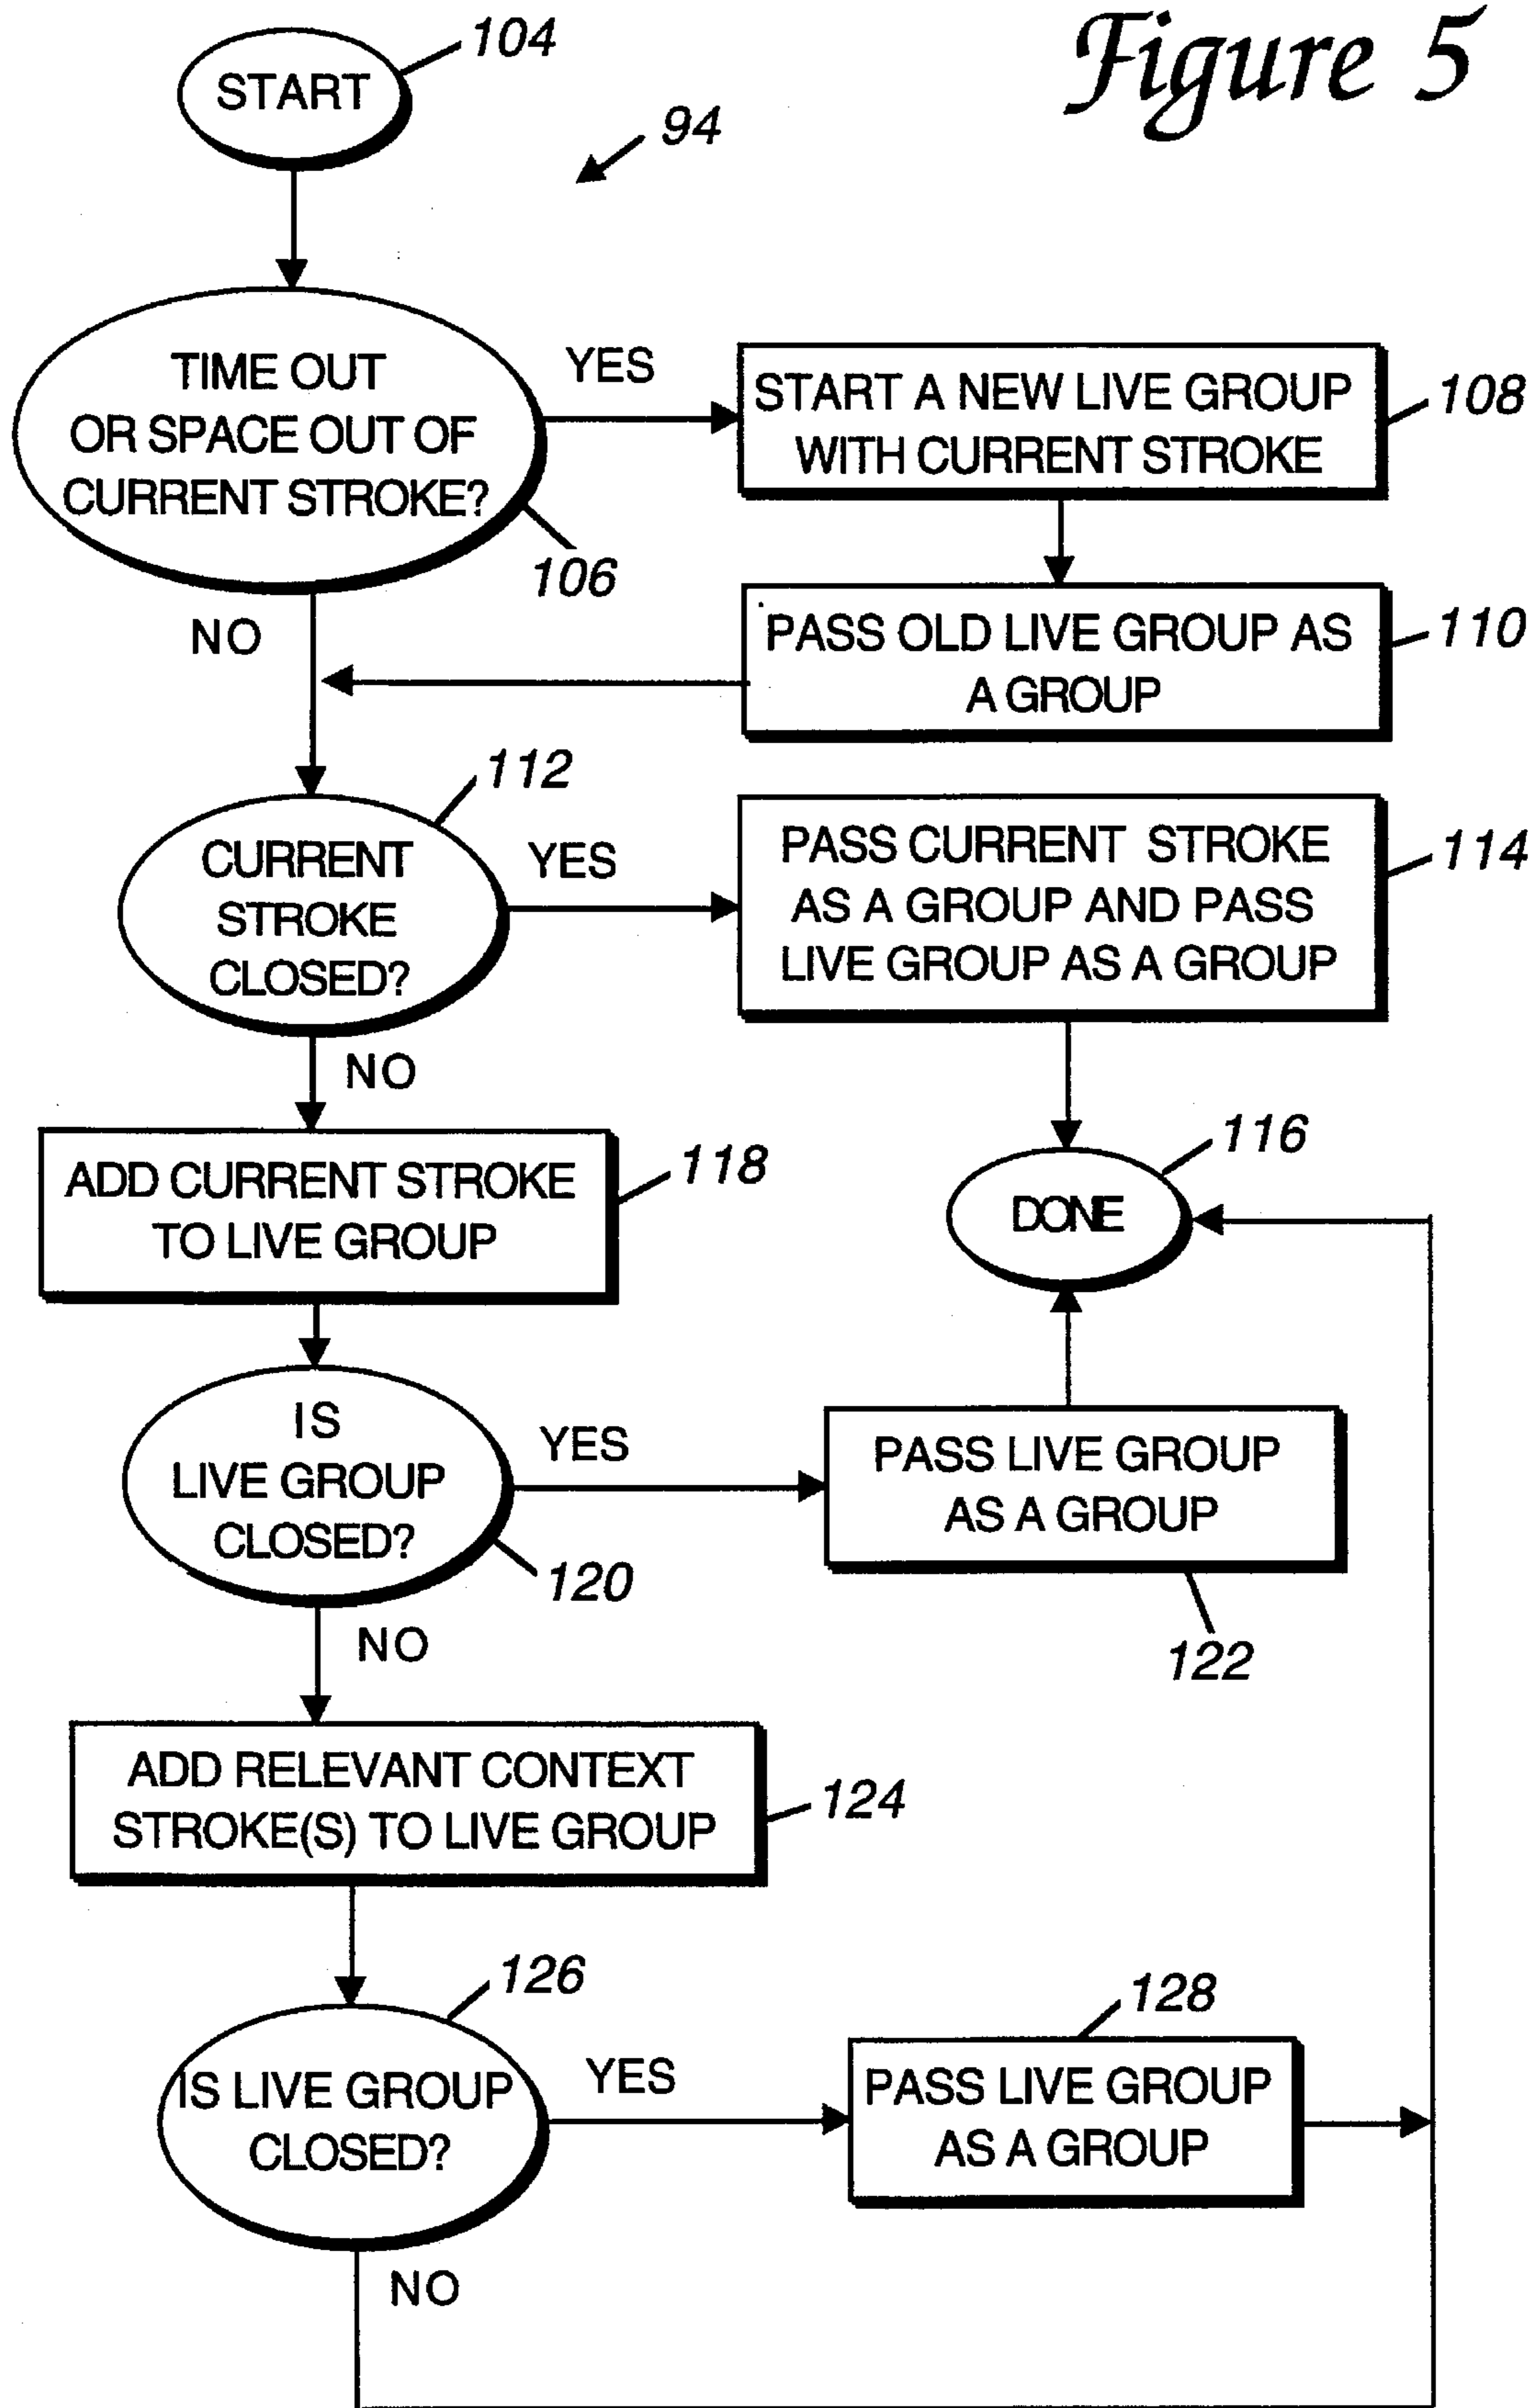 Figure 5
START
104
94
TIME OUT
OR SPACE OUT OF
CURRENT STROKE?
106
YES
START A NEW LIVE GROUP
WITH CURRENT STROKE
108
PASS OLD LIVE GROUP AS
A GROUP
110
NO
CURRENT
STROKE
CLOSED?
112
YES
PASS CURRENT STROKE
AS A GROUP AND PASS
LIVE GROUP AS A GROUP
114
NO
ADD CURRENT STROKE
TO LIVE GROUP
118
DONE
116
IS
LIVE GROUP
CLOSED?
120
YES
PASS LIVE GROUP
AS A GROUP
122
NO
ADD RELEVANT CONTEXT
STROKE(S) TO LIVE GROUP
124
IS LIVE GROUP
CLOSED?
126
YES
PASS LIVE GROUP
AS A GROUP
128
NO